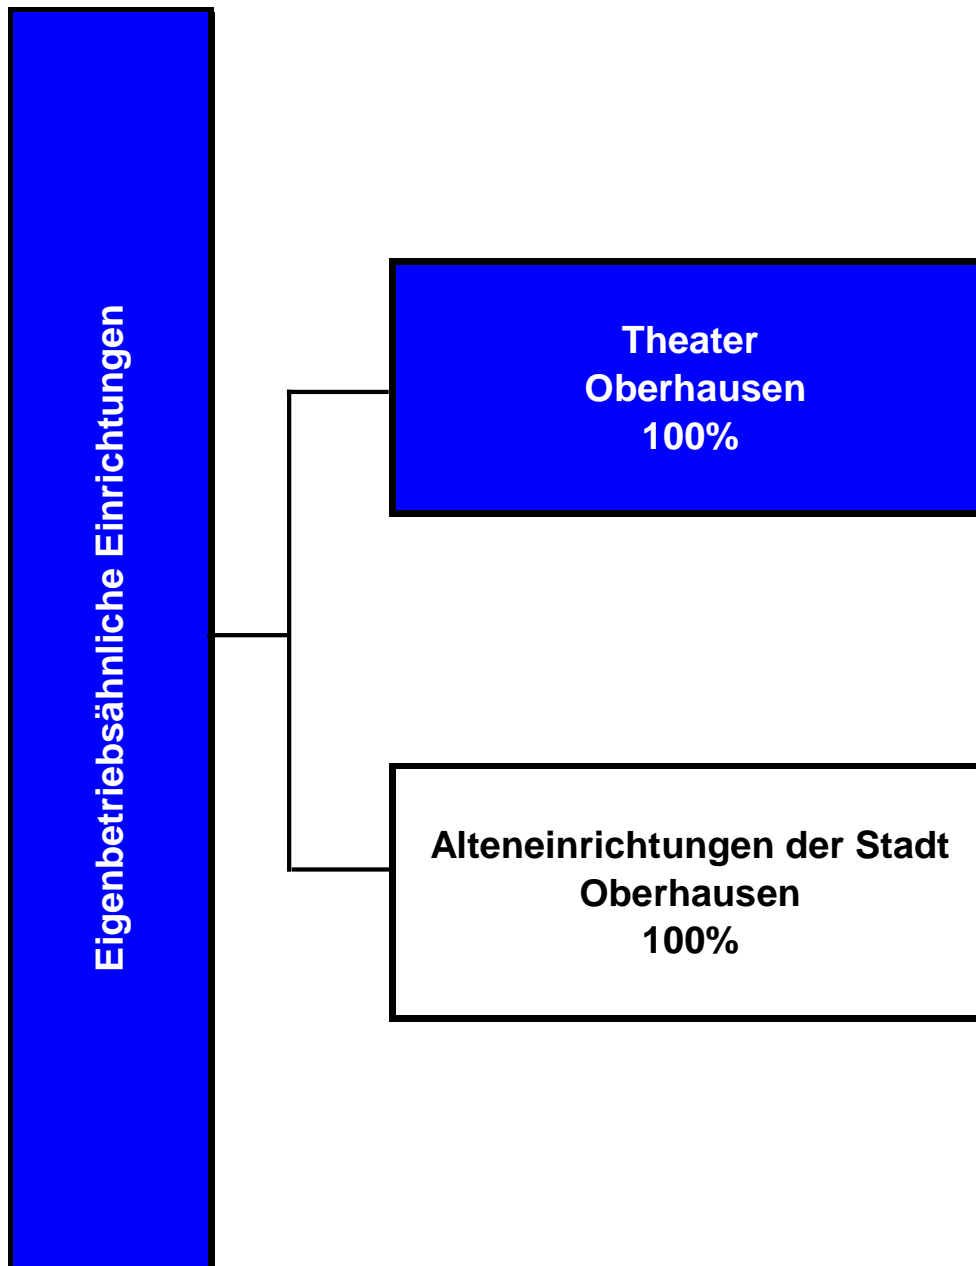 Eigenbetriebsähnliche Einrichtungen
Theater
Oberhausen
100%
Alteneinrichtungen der Stadt
Oberhausen
100%